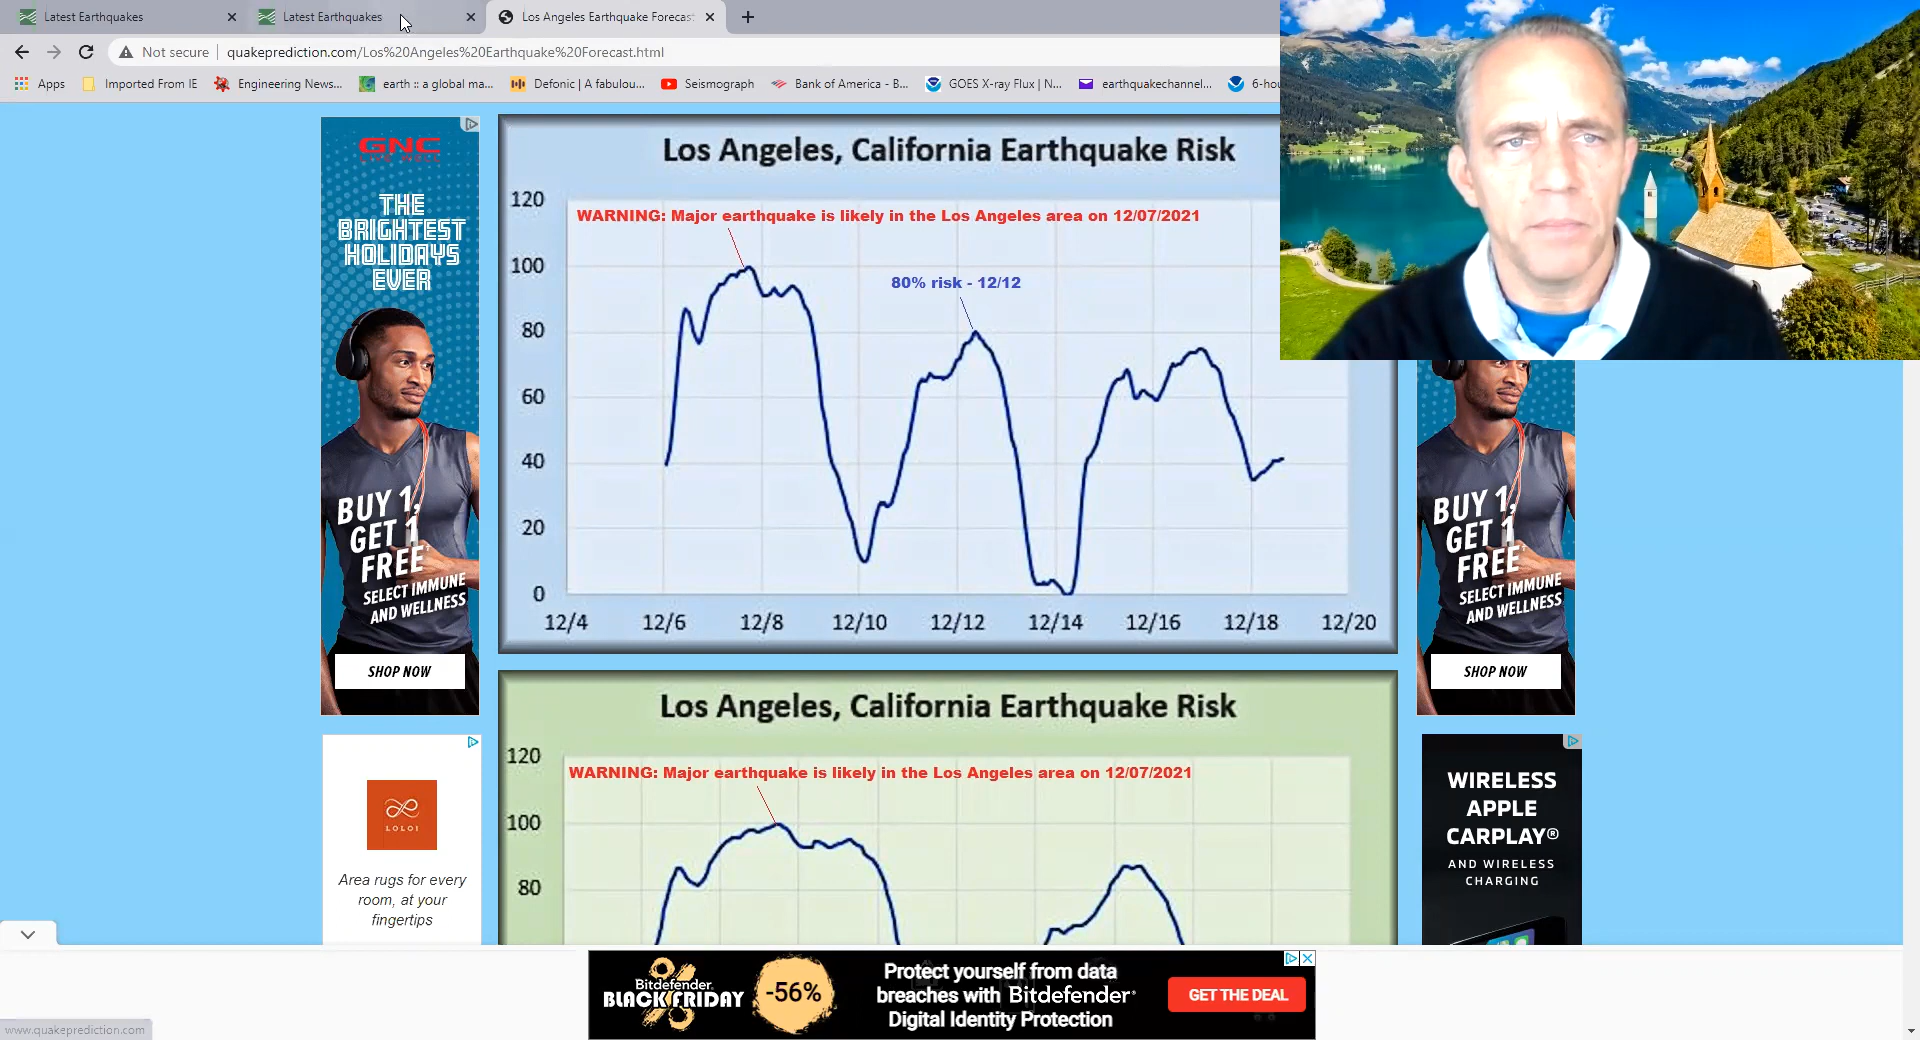 Latest Earthquakes
Latest Earthquakes
Los Angeles Earthquake Forecas
Not secure
quakeprediction.com/Los%20Angeles%20Earthquake%20Forecast.html
Apps
Imported From IE
Engineering News...
earth :: a global ma...
Defonic | A fabulou...
Seismograph
Bank of America - B...
GOES X-ray Flux | N...
earthquakechannel...
6-hou
GNC
LIVE WELL
THE
BRIGHTEST
HOLIDAYS
EVER
BUY 1,
GET 1
FREE†
SELECT IMMUNE
AND WELLNESS
SHOP NOW
Los Angeles, California Earthquake Risk
WARNING: Major earthquake is likely in the Los Angeles area on 12/07/2021
80% risk - 12/12
120
100
80
60
40
20
0
12/4 12/6 12/8 12/10 12/12 12/14 12/16 12/18 12/20
BUY 1,
GET 1
FREE†
SELECT IMMUNE
AND WELLNESS
SHOP NOW
Los Angeles, California Earthquake Risk
120
WARNING: Major earthquake is likely in the Los Angeles area on 12/07/2021
100
80
LOLOI
Area rugs for every
room, at your
fingertips
WIRELESS
APPLE
CARPLAY®
AND WIRELESS
CHARGING
Bitdefender.
BLACK FRIDAY
-56%
Protect yourself from data
breaches with Bitdefender
Digital Identity Protection
GET THE DEAL
www.quakeprediction.com